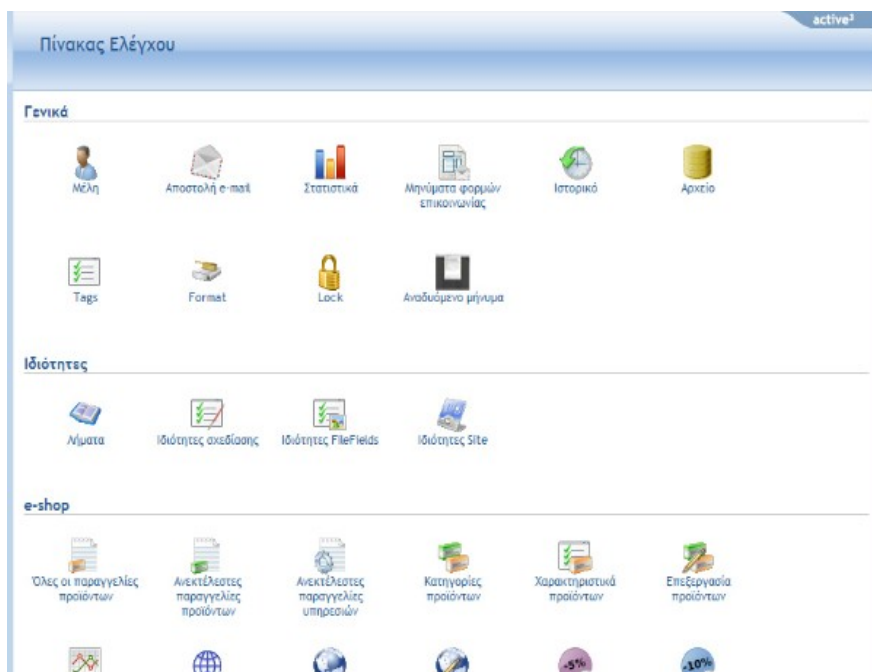 active³
Πίνακας Ελέγχου
Γενικά
Μέλη
Αποστολή e-mail
Στατιστικά
Μηνύματα φορμών
επικοινωνίας
Ιστορικό
Αρχείο
Tags
Format
Lock
Αναδυόμενο μήνυμα
Ιδιότητες
Λήματα
Ιδιότητες σχεδίασης
Ιδιότητες FileFields
Ιδιότητες Site
e-shop
Όλες οι παραγγελίες
προϊόντων
Ανεκτέλεστες
παραγγελίες
προϊόντων
Ανεκτέλεστες
παραγγελίες
υπηρεσιών
Κατηγορίες
προϊόντων
Χαρακτηριστικά
προϊόντων
Επεξεργασία
προϊόντων
-5%
-10%